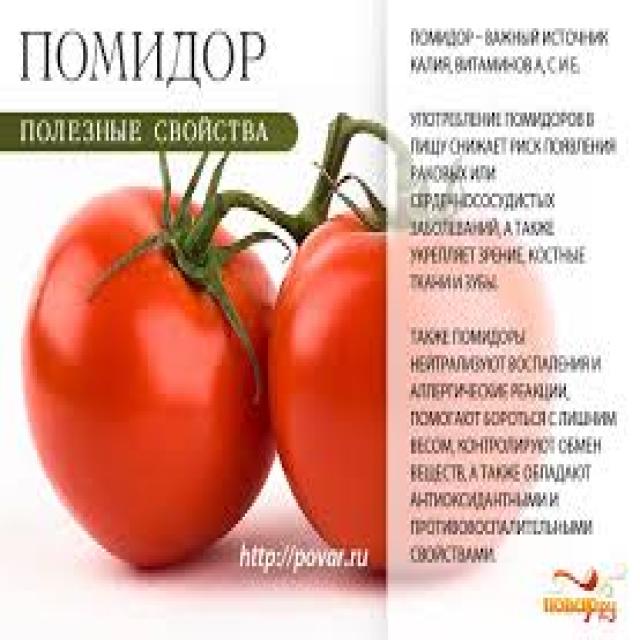 ПОМИДОР
ПОЛЕЗНЫЕ СВОЙСТВА
ПОМИДОР – ВАЖНЫЙ ИСТОЧНИК
КАЛИЯ, ВИТАМИНОВ А, С И Е.
УПОТРЕБЛЕНИЕ ПОМИДОРОВ В
ПИЩУ СНИЖАЕТ РИСК ПОЯВЛЕНИЯ
РАКОВЫХ ИЛИ
СЕРДЕЧНОСОСУДИСТЫХ
ЗАБОЛЕВАНИЙ, А ТАКЖЕ
УКРЕПЛЯЕТ ЗРЕНИЕ, КОСТНЫЕ
ТКАНИ И ЗУБЫ.
ТАКЖЕ ПОМИДОРЫ
НЕЙТРАЛИЗУЮТ ВОСПАЛЕНИЯ И
АЛЛЕРГИЧЕСКИЕ РЕАКЦИИ,
ПОМОГАЮТ БОРОТЬСЯ С ЛИШНИМ
ВЕСОМ, КОНТРОЛИРУЮТ ОБМЕН
ВЕЩЕСТВ, А ТАКЖЕ ОБЛАДАЮТ
АНТИОКСИДАНТНЫМИ И
ПРОТИВОВОСПАЛИТЕЛЬНЫМИ
СВОЙСТВАМИ.
http://povar.ru
повар.ру